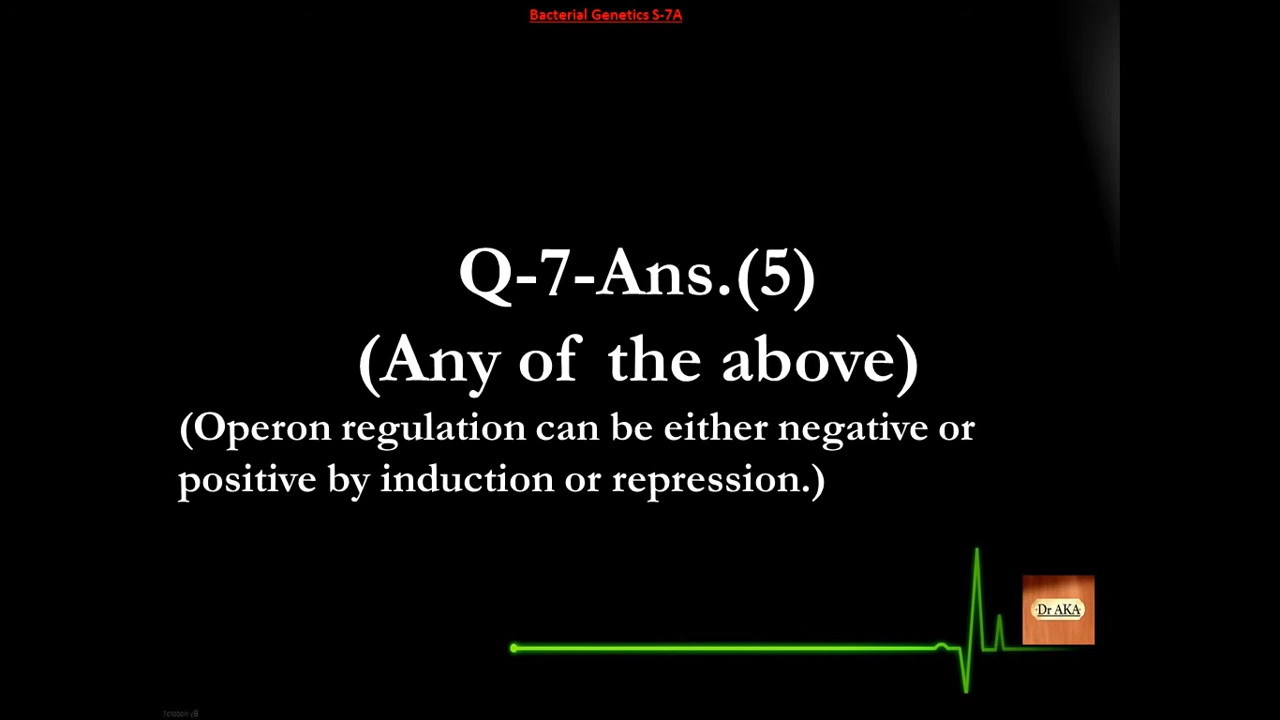 Bacterial Genetics S-7A
Q-7-Ans.(5)
(Any of the above)
(Operon regulation can be either negative or
positive by induction or repression.)
Dr AKA